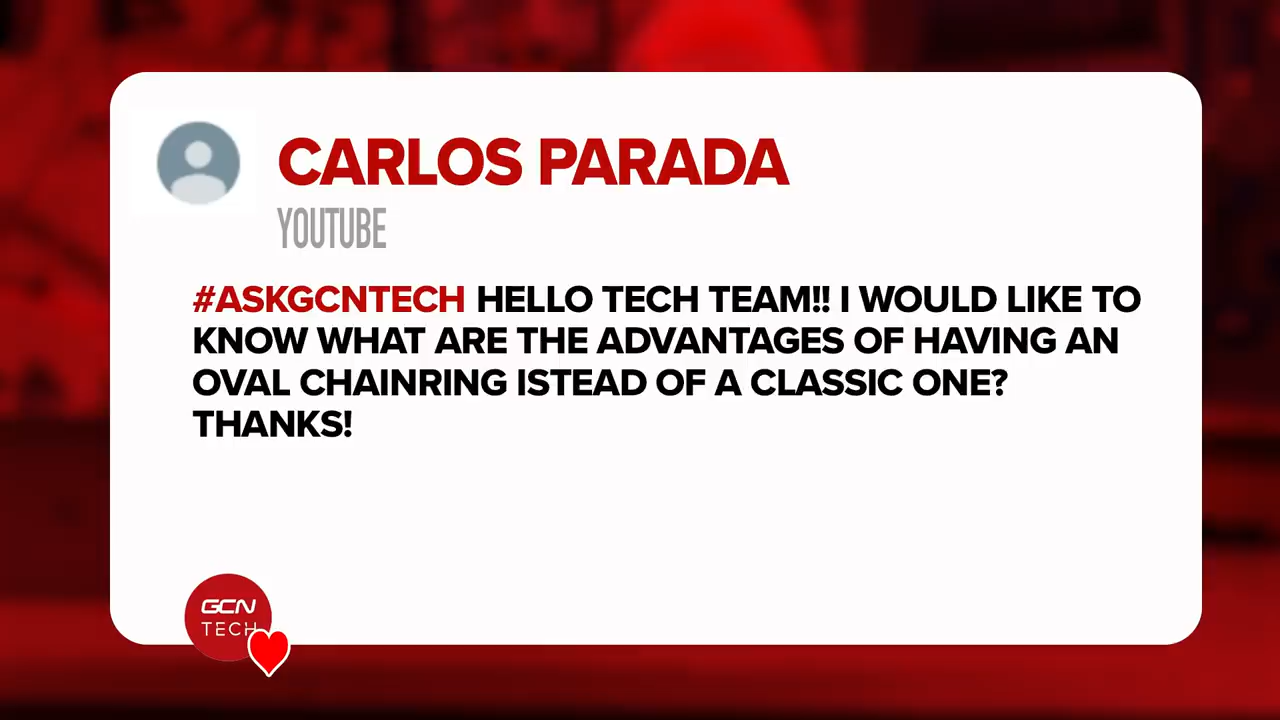 CARLOS PARADA
YOUTUBE
#ASKGCNTECH HELLO TECH TEAM!! I WOULD LIKE TO
KNOW WHAT ARE THE ADVANTAGES OF HAVING AN
OVAL CHAINRING ISTEAD OF A CLASSIC ONE?
THANKS!
GCN
TECH